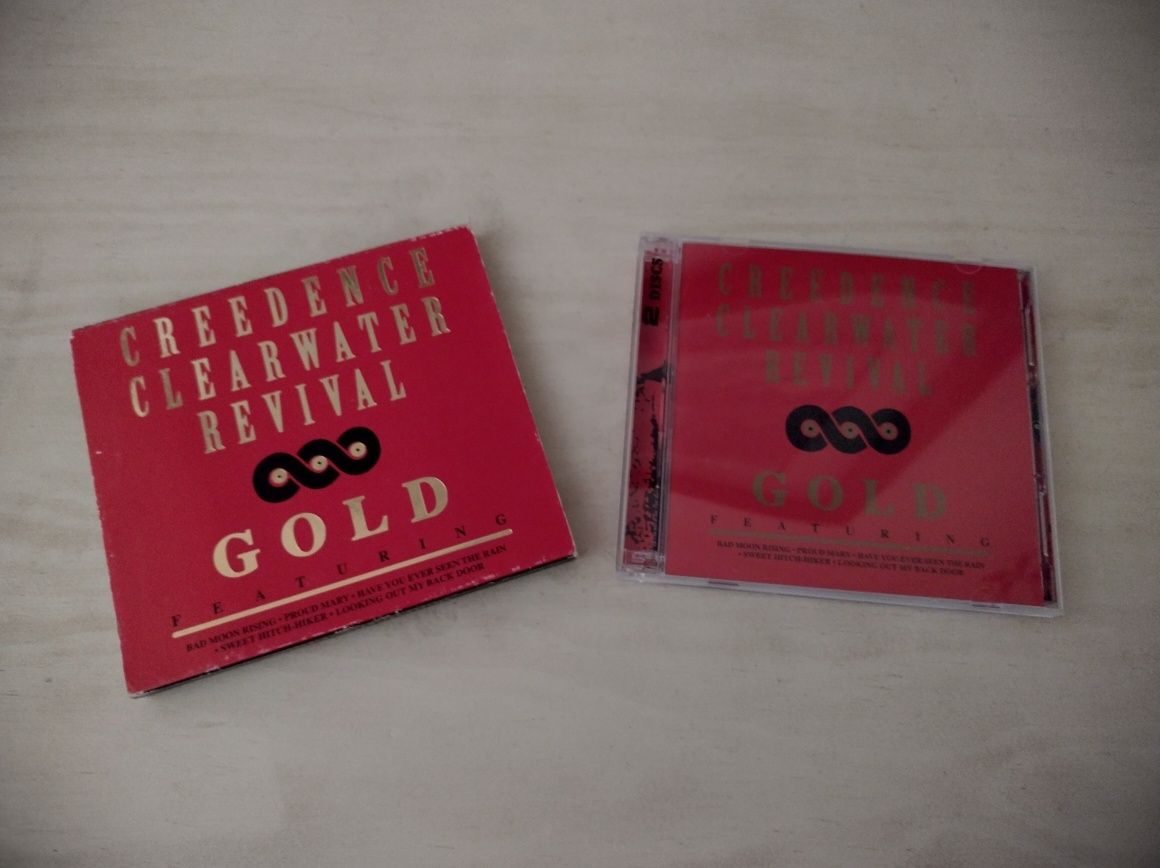 CREEDENCE
CLEARWATER
REVIVAL
GOLD
FEATURING
BAD MOON RISING • PROUD MARY • HAVE YOU EVER SEEN THE RAIN
• SWEET HITCH-HIKER • LOOKING OUT MY BACK DOOR
2 DISCS
CREEDENCE
CLEARWATER
REVIVAL
GOLD
FEATURING
BAD MOON RISING • PROUD MARY • HAVE YOU EVER SEEN THE RAIN
• SWEET HITCH-HIKER • LOOKING OUT MY BACK DOOR